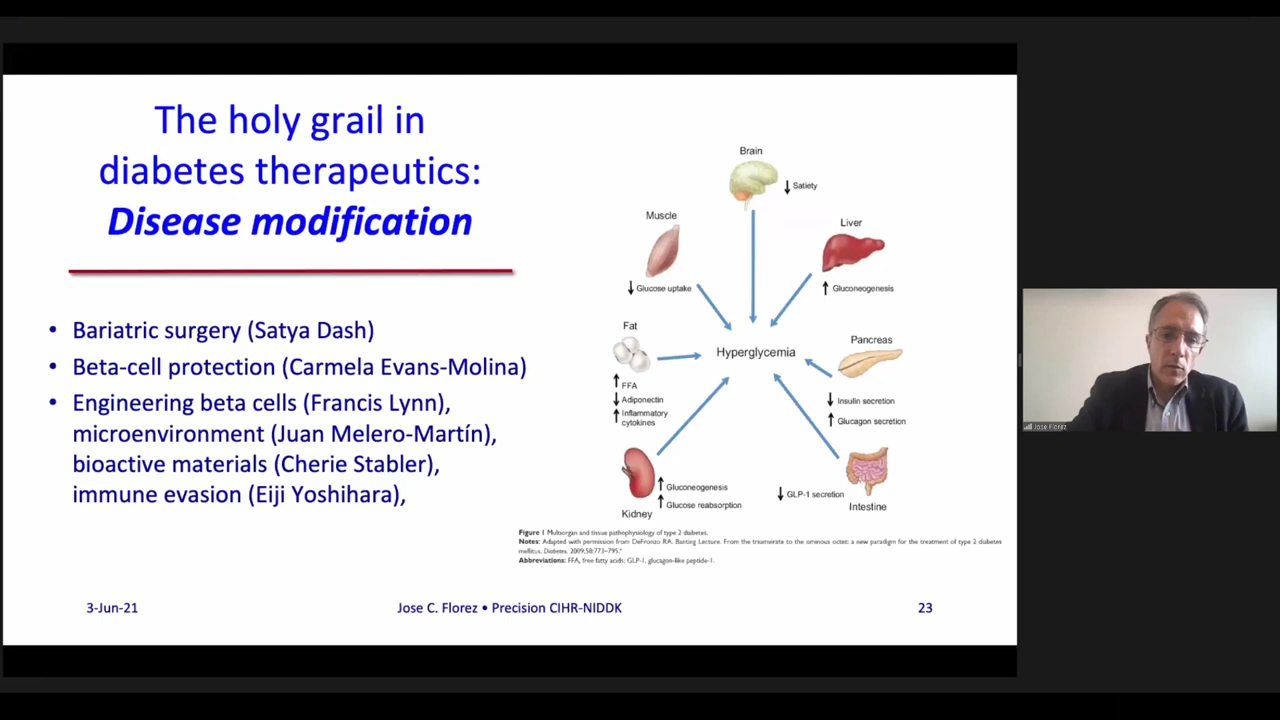 The holy grail in
diabetes therapeutics:
Disease modification
• Bariatric surgery (Satya Dash)
• Beta-cell protection (Carmela Evans-Molina)
• Engineering beta cells (Francis Lynn),
microenvironment (Juan Melero-Martín),
bioactive materials (Cherie Stabler),
immune evasion (Eiji Yoshihara),
Brain
↓ Satiety
Muscle
↓ Glucose uptake
Liver
↑ Gluconeogenesis
Fat
↑ FFA
↓ Adiponectin
↑ Inflammatory
cytokines
Hyperglycemia
Pancreas
↓ Insulin secretion
↑ Glucagon secretion
Kidney
↑ Gluconeogenesis
↑ Glucose reabsorption
↓ GLP-1 secretion
Intestine
Figure 1 Multiorgan and tissue pathophysiology of type 2 diabetes.
Notes: Adapted with permission from DeFronzo RA. Banting Lecture. From the triumvirate to the ominous octet: a new paradigm for the treatment of type 2 diabetes
mellitus. Diabetes. 2009;58:773–795.
Abbreviations: FFA, free fatty acids; GLP-1, glucagon-like peptide-1.
3-Jun-21
Jose C. Florez • Precision CIHR-NIDDK
23
Jose Florez